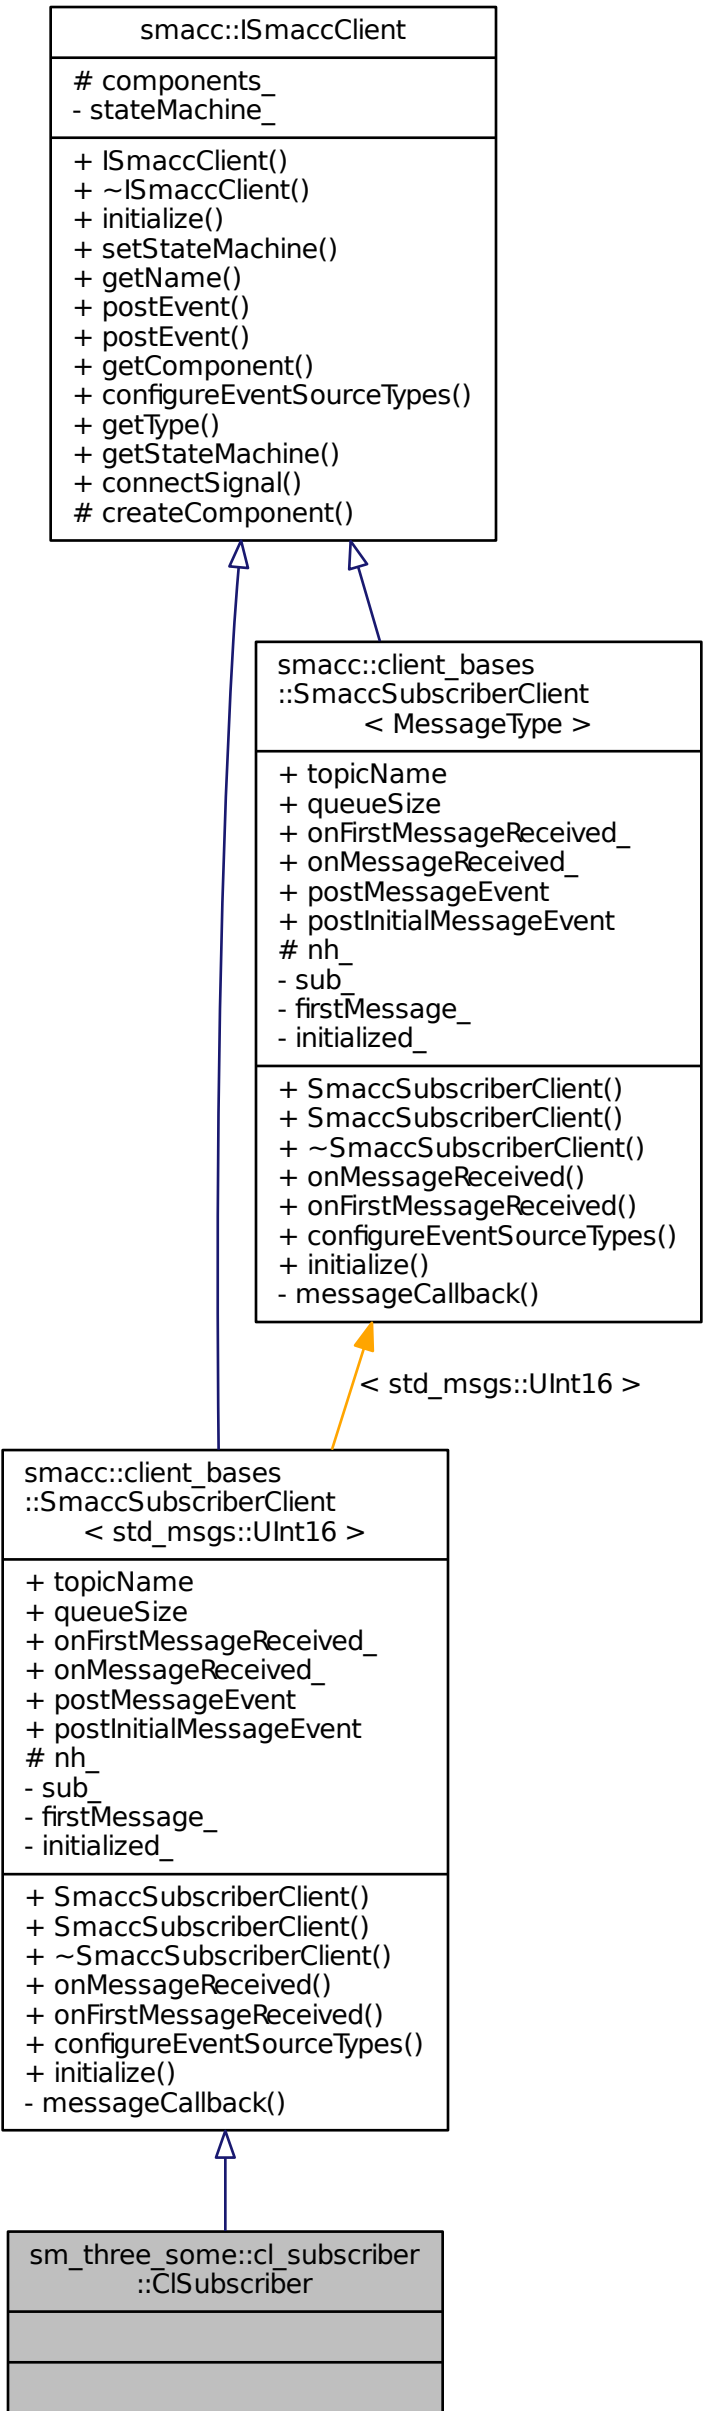 smacc::ISmaccClient
# components_
- stateMachine_
+ ISmaccClient()
+ ~ISmaccClient()
+ initialize()
+ setStateMachine()
+ getName()
+ postEvent()
+ postEvent()
+ getComponent()
+ configureEventSourceTypes()
+ getType()
+ getStateMachine()
+ connectSignal()
# createComponent()
smacc::client_bases
::SmaccSubscriberClient
< MessageType >
+ topicName
+ queueSize
+ onFirstMessageReceived_
+ onMessageReceived_
+ postMessageEvent
+ postInitialMessageEvent
# nh_
- sub_
- firstMessage_
- initialized_
+ SmaccSubscriberClient()
+ SmaccSubscriberClient()
+ ~SmaccSubscriberClient()
+ onMessageReceived()
+ onFirstMessageReceived()
+ configureEventSourceTypes()
+ initialize()
- messageCallback()
< std_msgs::UInt16 >
smacc::client_bases
::SmaccSubscriberClient
< std_msgs::UInt16 >
+ topicName
+ queueSize
+ onFirstMessageReceived_
+ onMessageReceived_
+ postMessageEvent
+ postInitialMessageEvent
# nh_
- sub_
- firstMessage_
- initialized_
+ SmaccSubscriberClient()
+ SmaccSubscriberClient()
+ ~SmaccSubscriberClient()
+ onMessageReceived()
+ onFirstMessageReceived()
+ configureEventSourceTypes()
+ initialize()
- messageCallback()
sm_three_some::cl_subscriber
::ClSubscriber